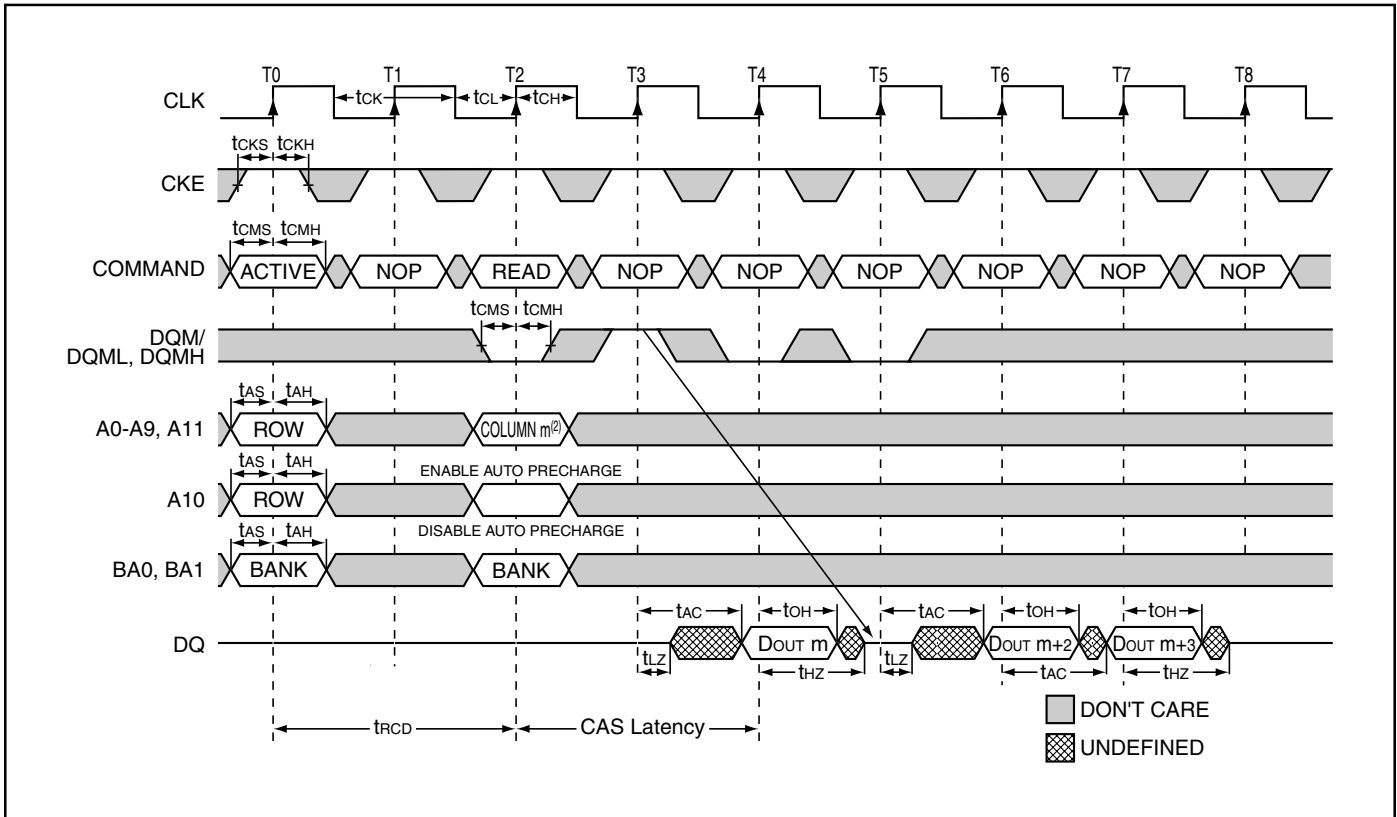 T0 T1 T2 T3 T4 T5 T6 T7 T8
CLK tCK tCL tCH
tCKS tCKH
CKE
tCMS tCMH
COMMAND ACTIVE NOP READ NOP NOP NOP NOP NOP NOP
tCMS tCMH
DQM/
DQML, DQMH
tAS tAH
A0-A9, A11 ROW COLUMN m(2)
tAS tAH ENABLE AUTO PRECHARGE
A10 ROW
tAS tAH DISABLE AUTO PRECHARGE
BA0, BA1 BANK BANK
tAC tOH tAC tOH tOH
DQ DOUT m DOUT m+2 DOUT m+3
tLZ tHZ tLZ tAC tHZ
tRCD CAS Latency
DON'T CARE
UNDEFINED